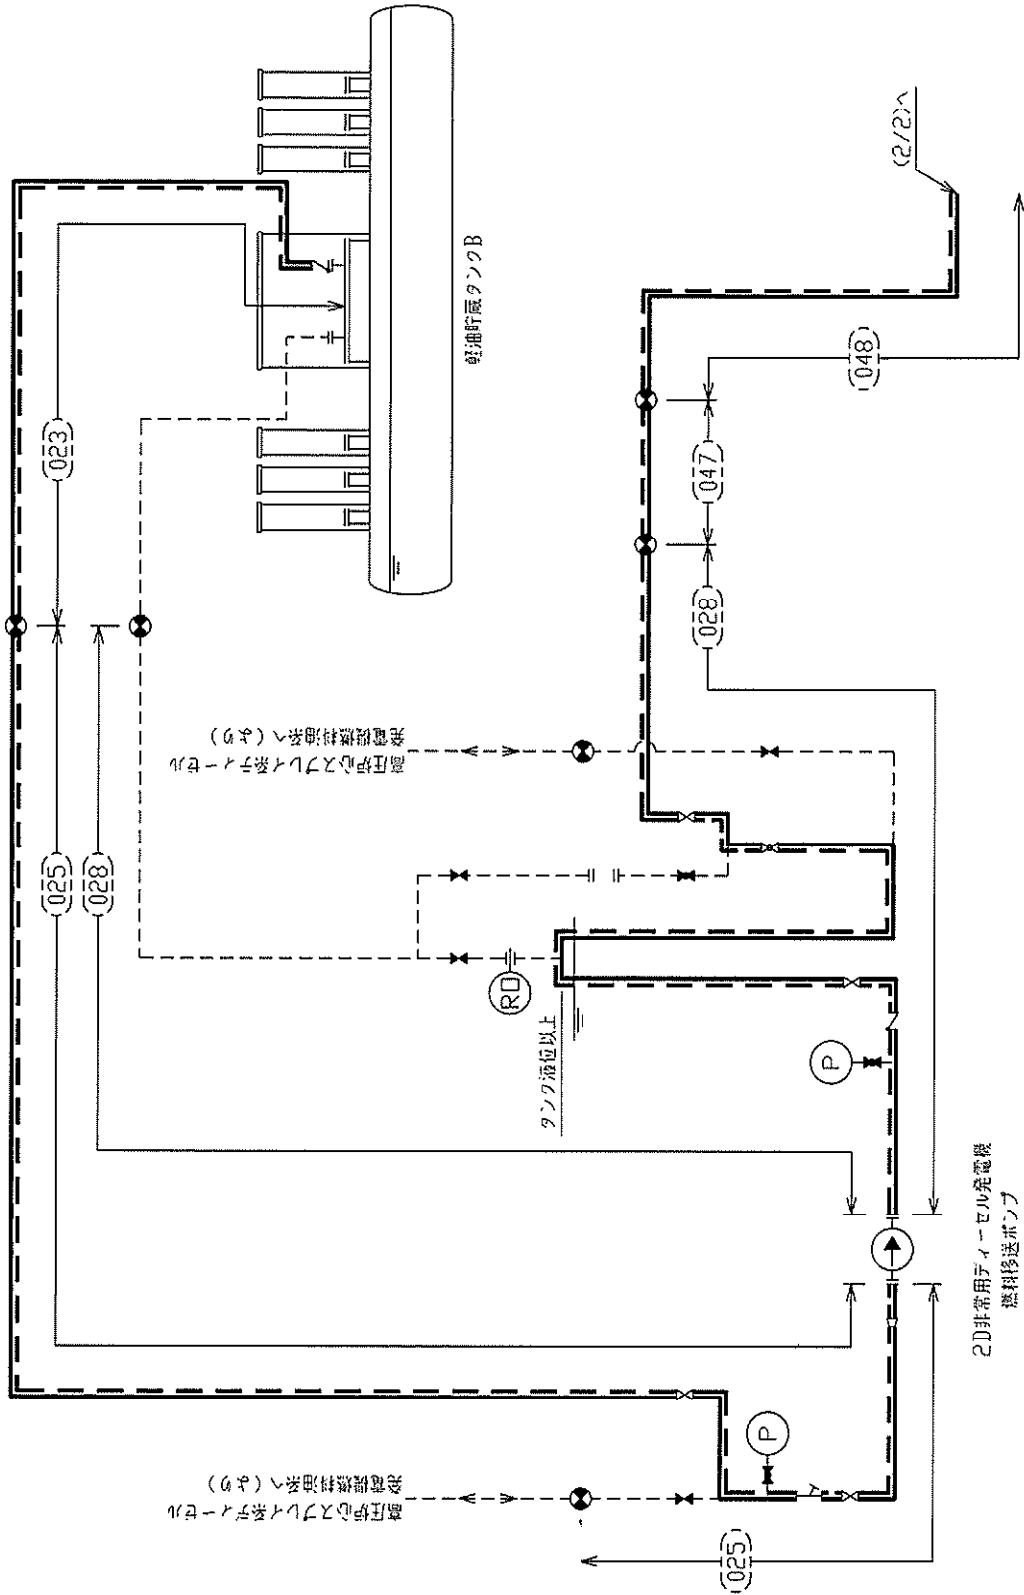 (2/2)へ
軽油貯蔵タンクB
023
048
047
028
025
028
高圧炉心スプレイ系ディーゼル
発電機燃料油系へ(より)
RO
タンク液位以上
P
2D非常用ディーゼル発電機
燃料移送ポンプ
P
高圧炉心スプレイ系ディーゼル
発電機燃料油系へ(より)
025